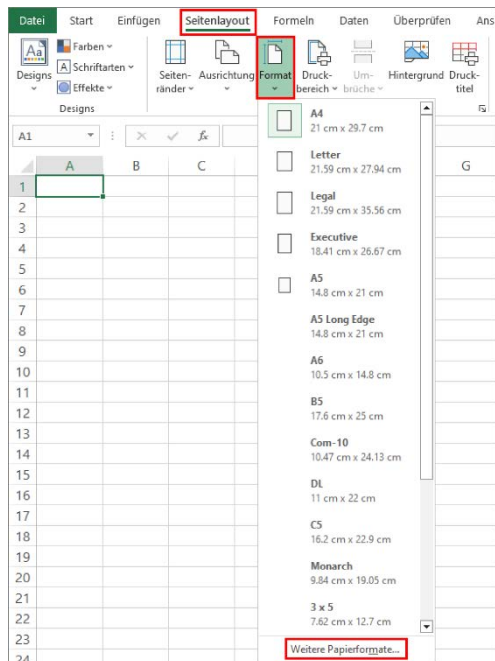 Datei Start Einfügen Seitenlayout Formeln Daten Überprüfen Ans
Aa Farben
A Schriftarten
Effekte
Designs
Seiten-
ränder
Ausrichtung
Format
Druck-
bereich
Um-
brüche
Hintergrund
Druck-
titel
Designs
A1 fx
A B C G
1
2
3
4
5
6
7
8
9
10
11
12
13
14
15
16
17
18
19
20
21
22
23
24
A4
21 cm x 29.7 cm
Letter
21.59 cm x 27.94 cm
Legal
21.59 cm x 35.56 cm
Executive
18.41 cm x 26.67 cm
A5
14.8 cm x 21 cm
A5 Long Edge
14.8 cm x 21 cm
A6
10.5 cm x 14.8 cm
B5
17.6 cm x 25 cm
Com-10
10.47 cm x 24.13 cm
DL
11 cm x 22 cm
C5
16.2 cm x 22.9 cm
Monarch
9.84 cm x 19.05 cm
3 x 5
7.62 cm x 12.7 cm
Weitere Papierformate...